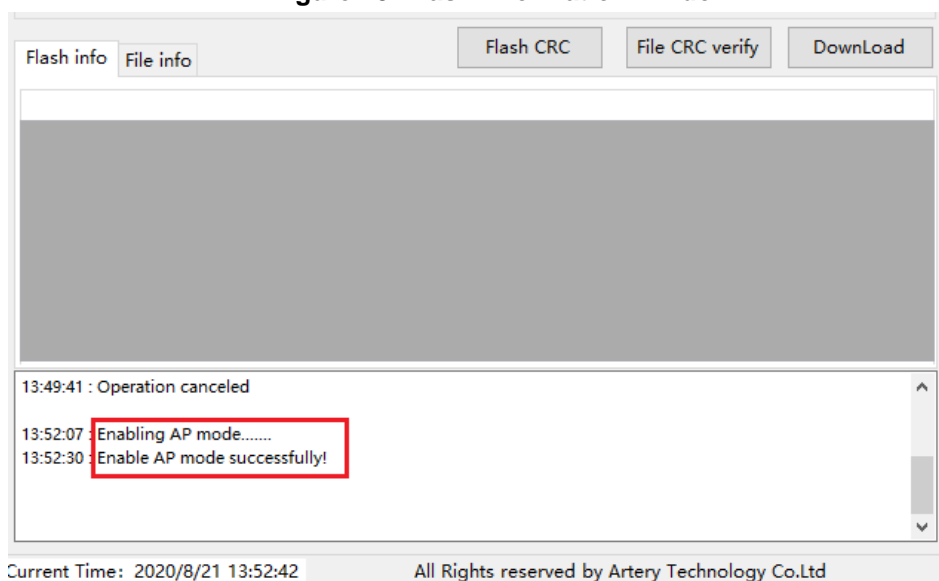 Flash CRC File CRC verify DownLoad
Flash info File info
13:49:41 : Operation canceled
13:52:07 : Enabling AP mode.......
13:52:30 : Enable AP mode successfully!
Current Time: 2020/8/21 13:52:42 All Rights reserved by Artery Technology Co.Ltd